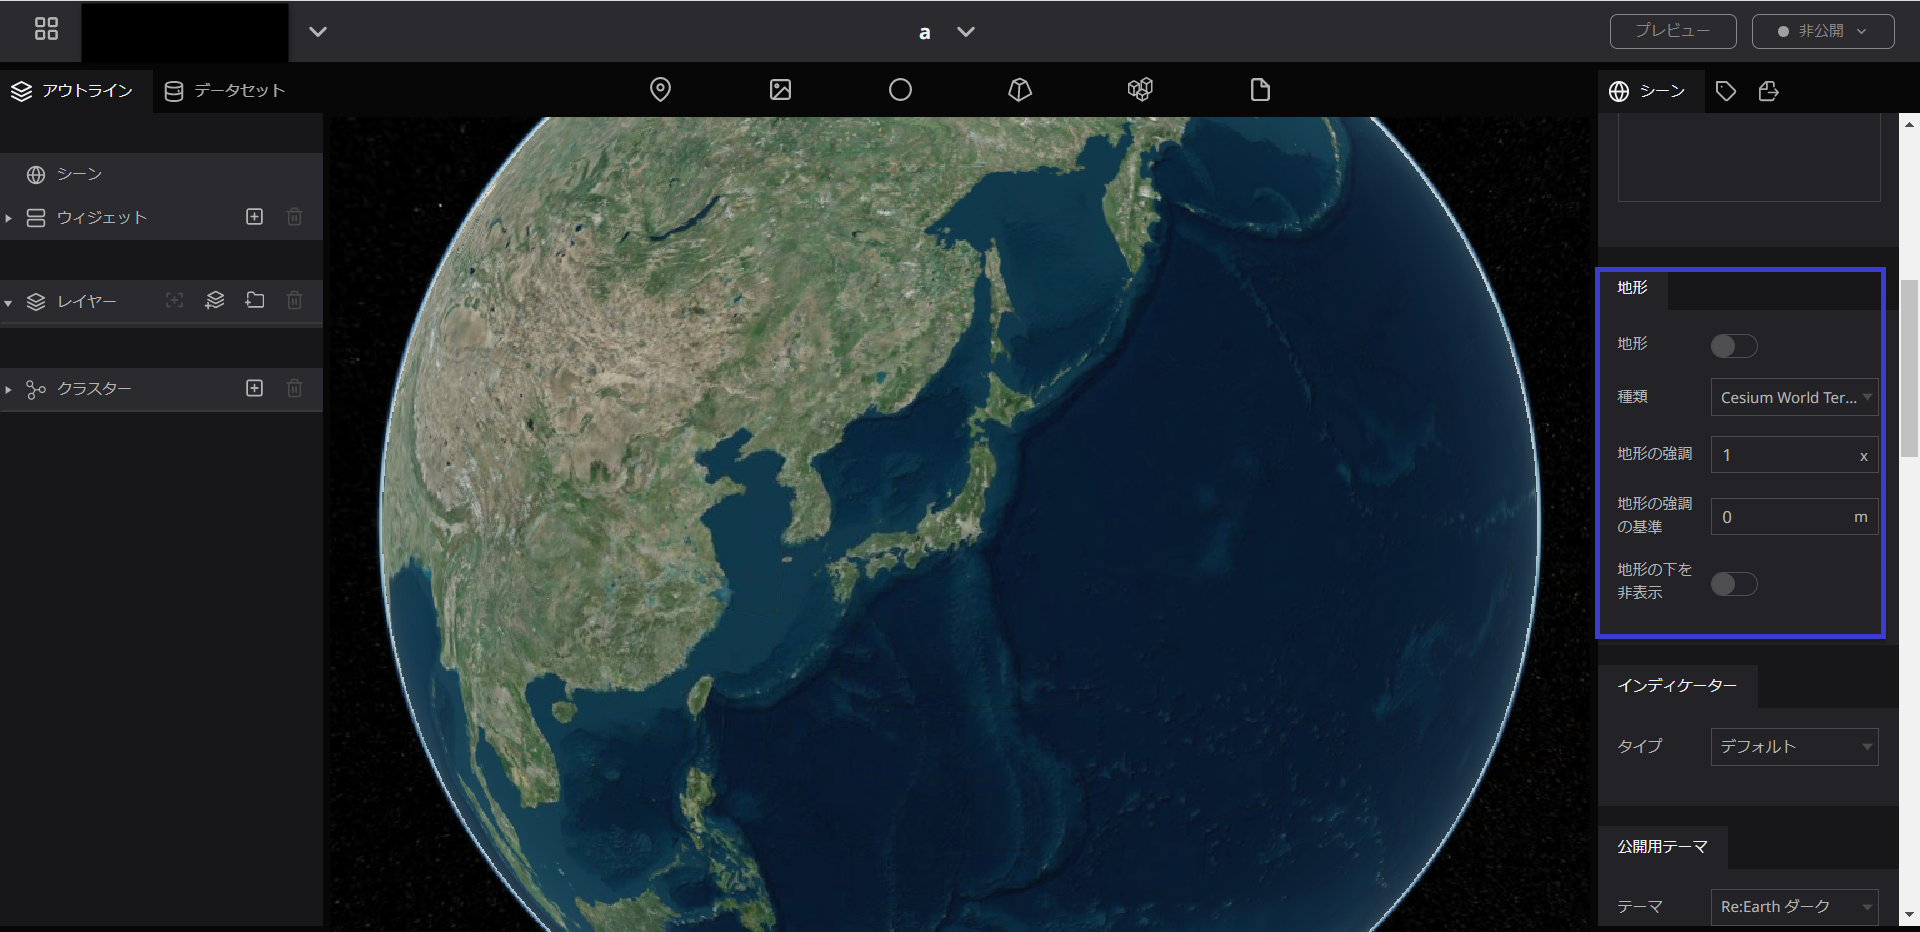 a
プレビュー
非公開
アウトライン
データセット
シーン
シーン
ウィジェット
レイヤー
クラスター
地形
地形
種類
Cesium World Ter...
地形の強調
1
x
地形の強調
の基準
0
m
地形の下を
非表示
インディケーター
タイプ
デフォルト
公開用テーマ
テーマ
Re:Earth ダーク